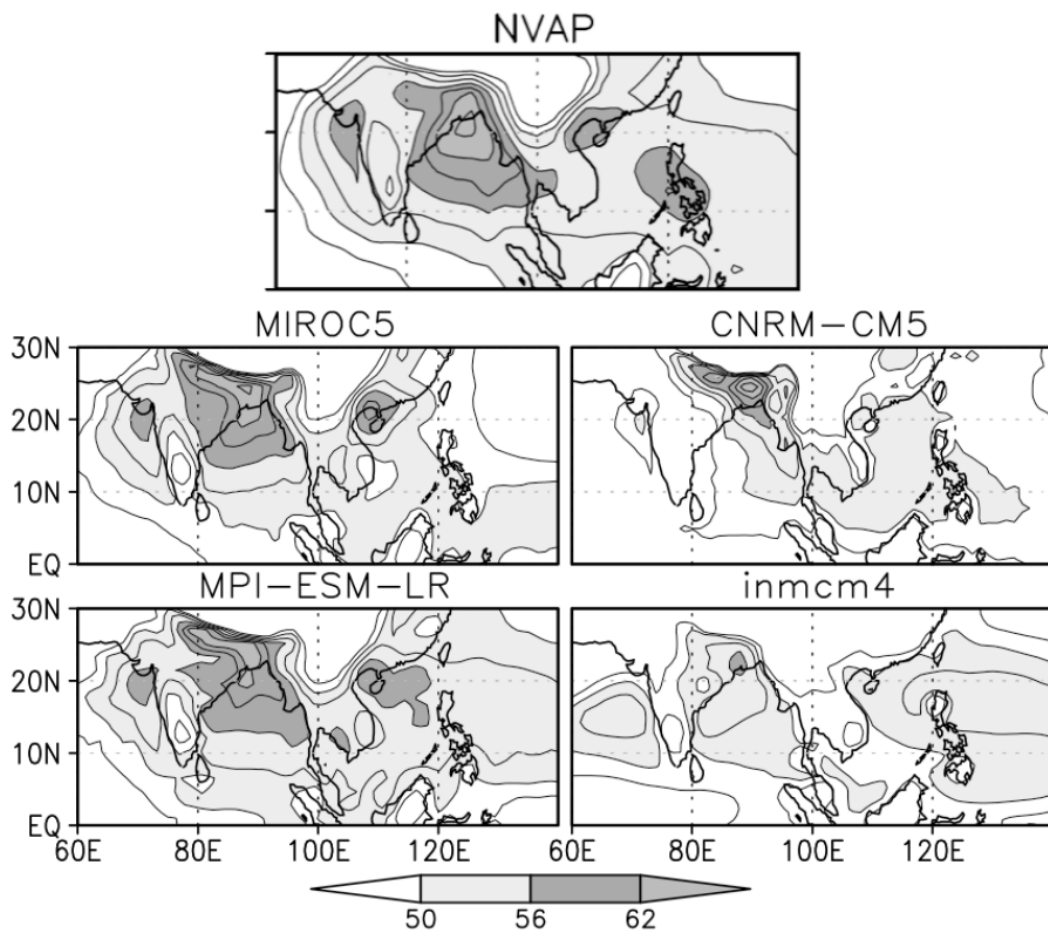 NVAP
MIROC5 CNRM-CM5
30N
20N
10N
EQ
MPI-ESM-LR inmcm4
30N
20N
10N
EQ
60E 80E 100E 120E 60E 80E 100E 120E
50 56 62